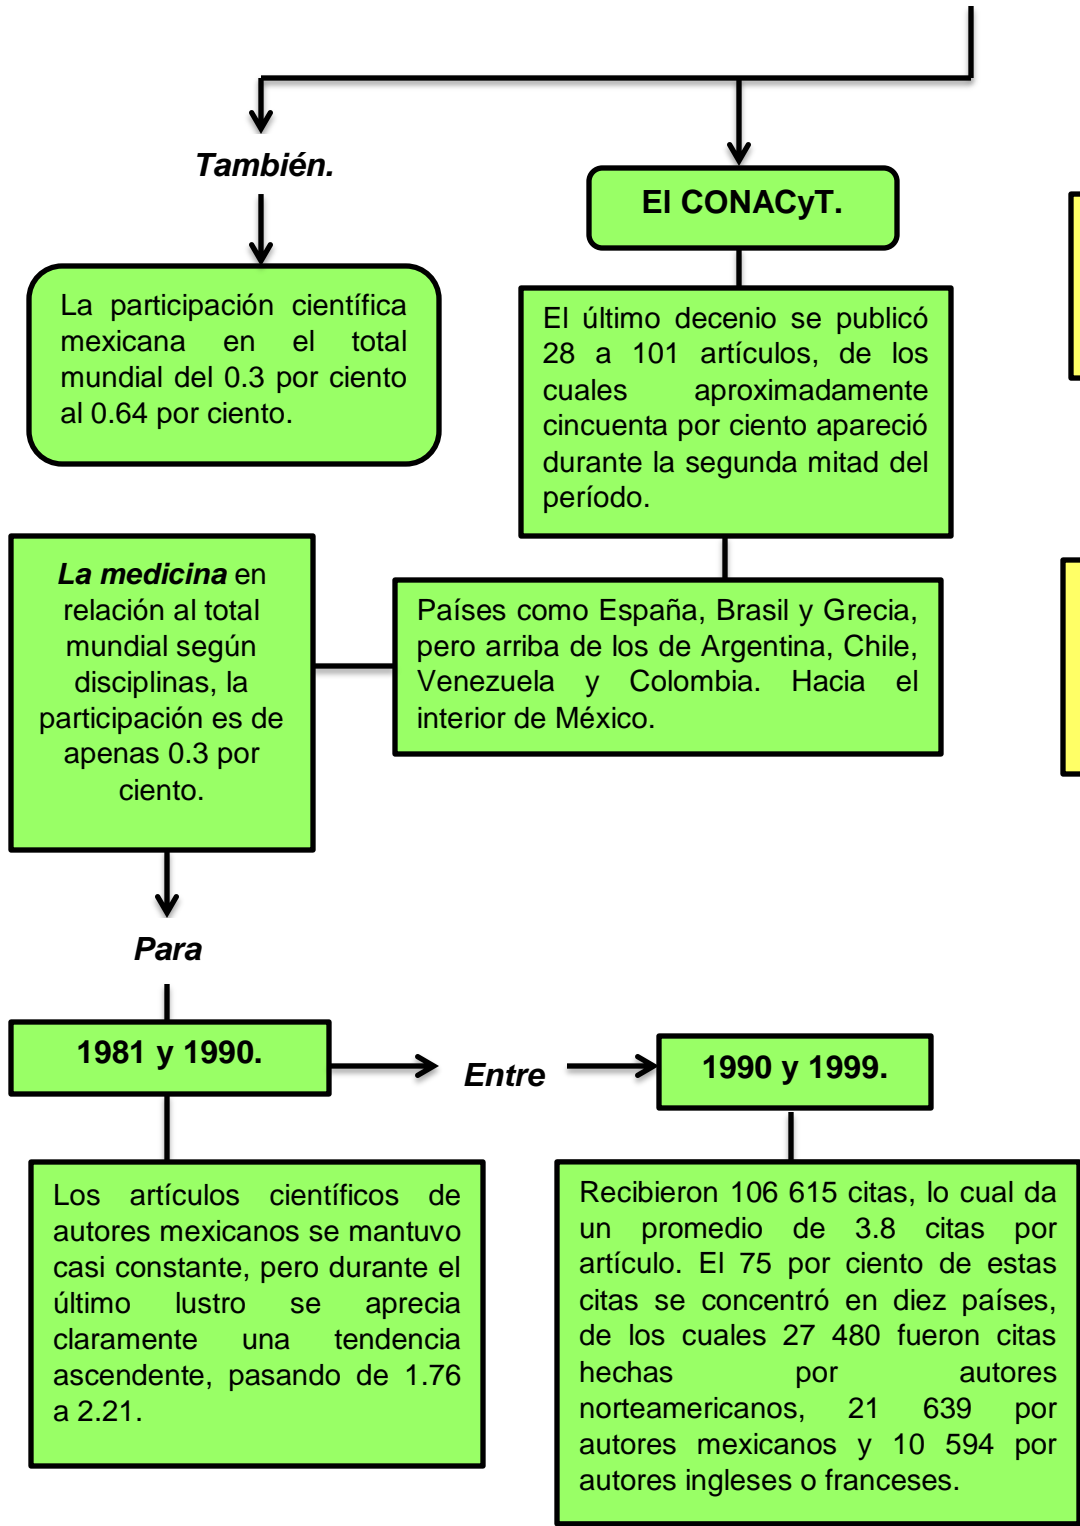 También.
El CONACyT.
La participación científica
mexicana en el total
mundial del 0.3 por ciento
al 0.64 por ciento.
El último decenio se publicó
28 a 101 artículos, de los
cuales aproximadamente
cincuenta por ciento apareció
durante la segunda mitad del
período.
La medicina en
relación al total
mundial según
disciplinas, la
participación es de
apenas 0.3 por
ciento.
Países como España, Brasil y Grecia,
pero arriba de los de Argentina, Chile,
Venezuela y Colombia. Hacia el
interior de México.
Para
1981 y 1990.
Entre
1990 y 1999.
Los artículos científicos de
autores mexicanos se mantuvo
casi constante, pero durante el
último lustro se aprecia
claramente una tendencia
ascendente, pasando de 1.76
a 2.21.
Recibieron 106 615 citas, lo cual da
un promedio de 3.8 citas por
artículo. El 75 por ciento de estas
citas se concentró en diez países,
de los cuales 27 480 fueron citas
hechas por autores
norteamericanos, 21 639 por
autores mexicanos y 10 594 por
autores ingleses o franceses.